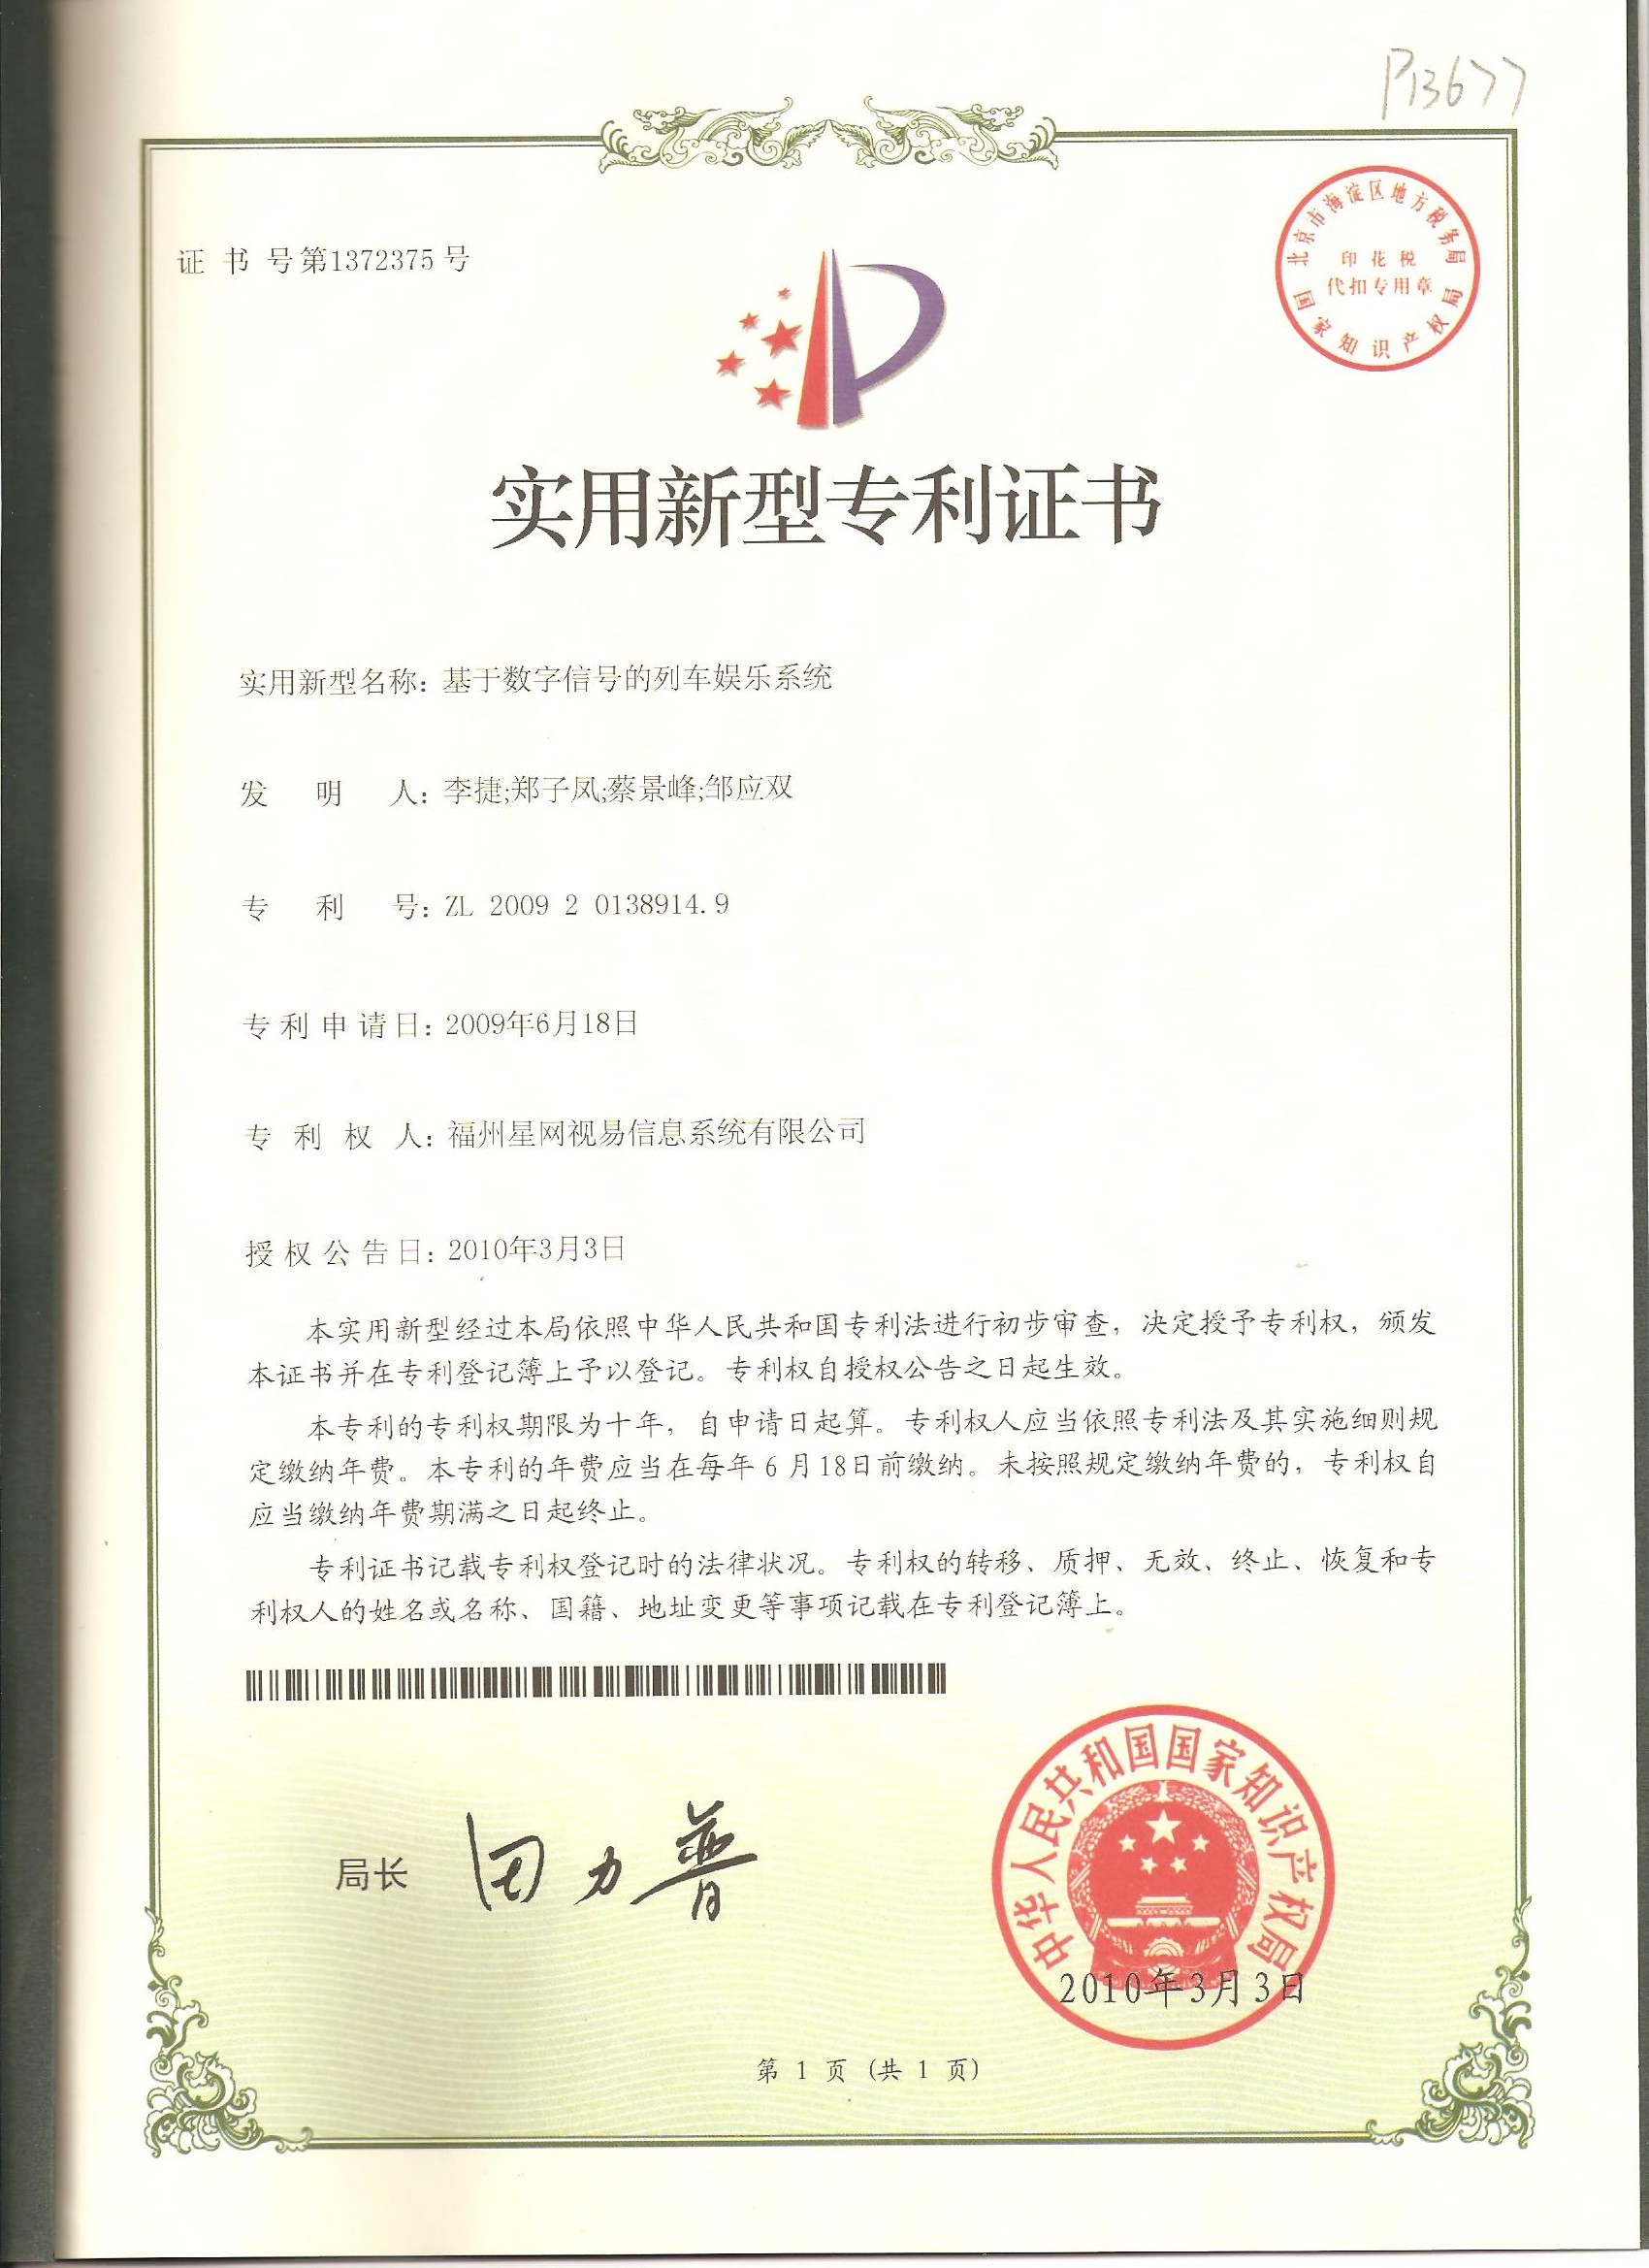 P13677
北京市海淀区地方税务局
印花税
代扣专用章
国家知识产权局
证书号第1372375号
实用新型专利证书
实用新型名称：基于数字信号的列车娱乐系统
发明人：李捷;郑子凤;蔡景峰;邹应双
专利号：ZL 2009 2 0138914.9
专利申请日：2009年6月18日
专利权人：福州星网视易信息系统有限公司
授权公告日：2010年3月3日
本实用新型经过本局依照中华人民共和国专利法进行初步审查，决定授予专利权，颁发
本证书并在专利登记簿上予以登记。专利权自授权公告之日起生效。
本专利的专利权期限为十年，自申请日起算。专利权人应当依照专利法及其实施细则规
定缴纳年费。本专利的年费应当在每年6月18日前缴纳。未按照规定缴纳年费的，专利权自
应当缴纳年费期满之日起终止。
专利证书记载专利权登记时的法律状况。专利权的转移、质押、无效、终止、恢复和专
利权人的姓名或名称、国籍、地址变更等事项记载在专利登记簿上。
局长 田力普
中华人民共和国国家知识产权局
2010年3月3日
第 1 页 (共 1 页)